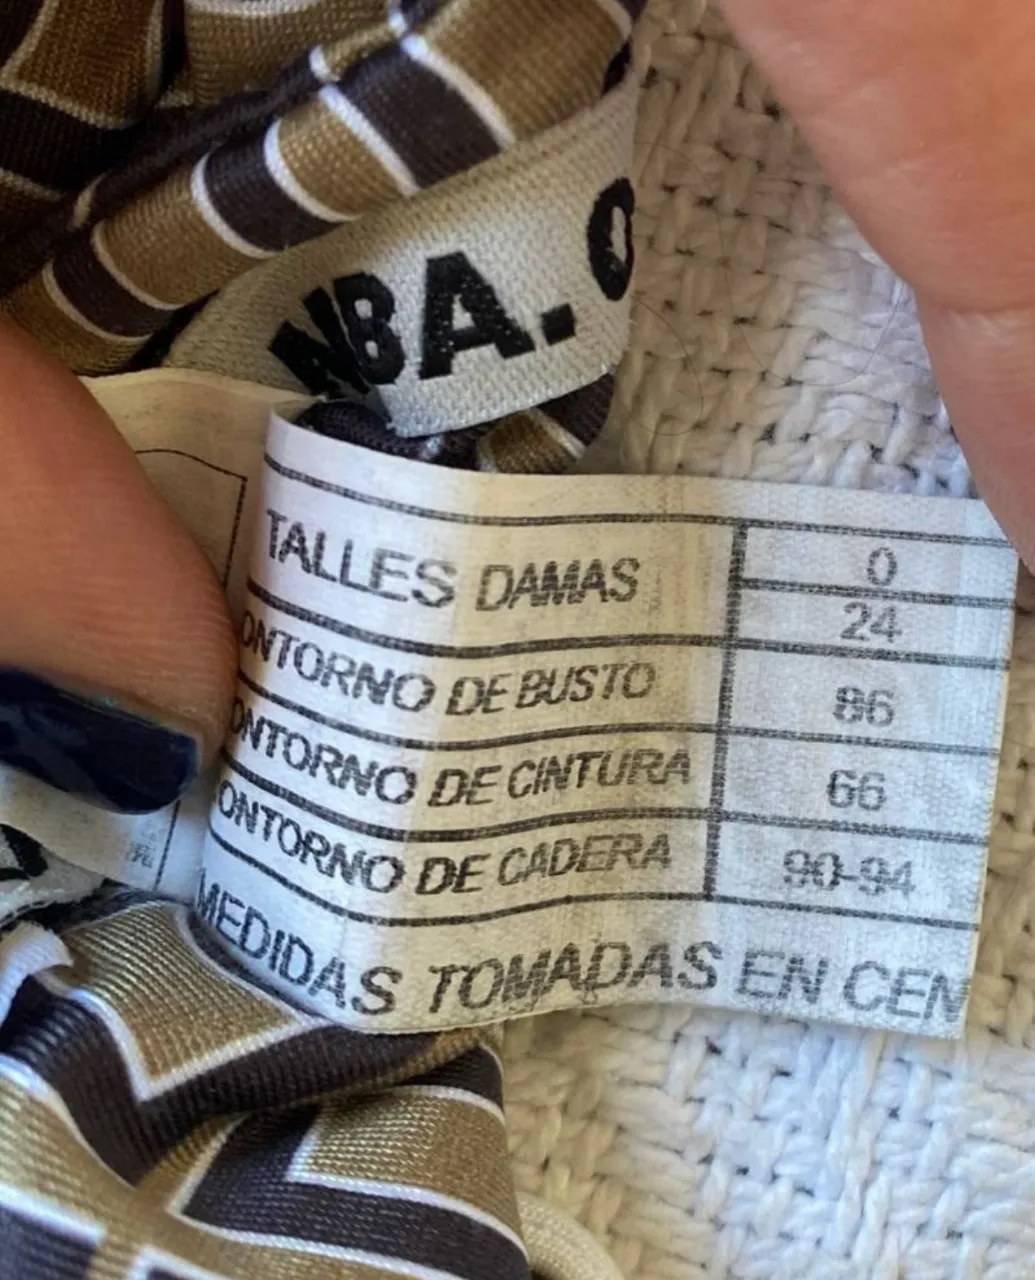 NBA. O
TALLES DAMAS 0
24
ONTORNO DE BUSTO 86
ONTORNO DE CINTURA 66
ONTORNO DE CADERA 90-94
MEDIDAS TOMADAS EN CEN